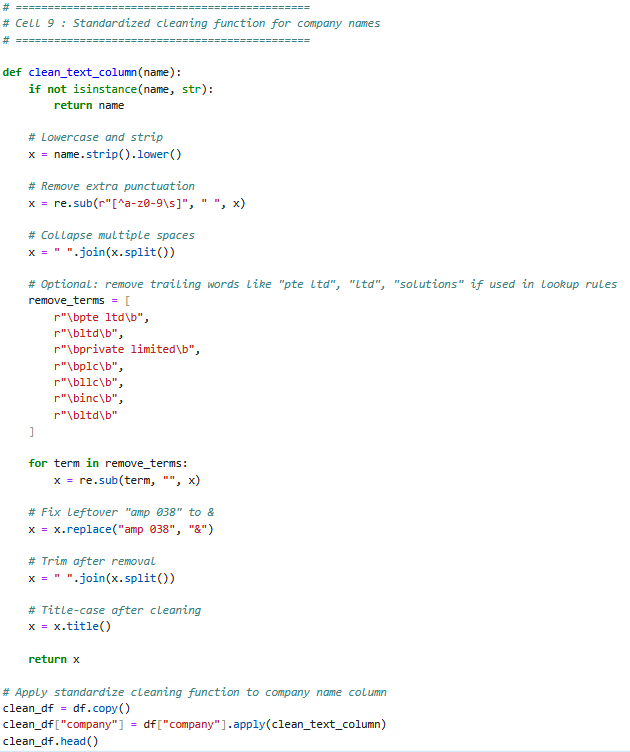 # ==============================================
# Cell 9 : Standardized cleaning function for company names
# ==============================================
def clean_text_column(name):
    if not isinstance(name, str):
        return name
    # Lowercase and strip
    x = name.strip().lower()
    # Remove extra punctuation
    x = re.sub(r"[^a-z0-9\s]", " ", x)
    # Collapse multiple spaces
    x = " ".join(x.split())
    # Optional: remove trailing words like "pte ltd", "ltd", "solutions" if used in lookup rules
    remove_terms = [
        r"\bpte ltd\b",
        r"\bltd\b",
        r"\bprivate limited\b",
        r"\bplc\b",
        r"\bllc\b",
        r"\binc\b",
        r"\bltd\b"
    ]
    for term in remove_terms:
        x = re.sub(term, "", x)
    # Fix leftover "amp 038" to &
    x = x.replace("amp 038", "&")
    # Trim after removal
    x = " ".join(x.split())
    # Title-case after cleaning
    x = x.title()
    return x
# Apply standardize cleaning function to company name column
clean_df = df.copy()
clean_df["company"] = df["company"].apply(clean_text_column)
clean_df.head()